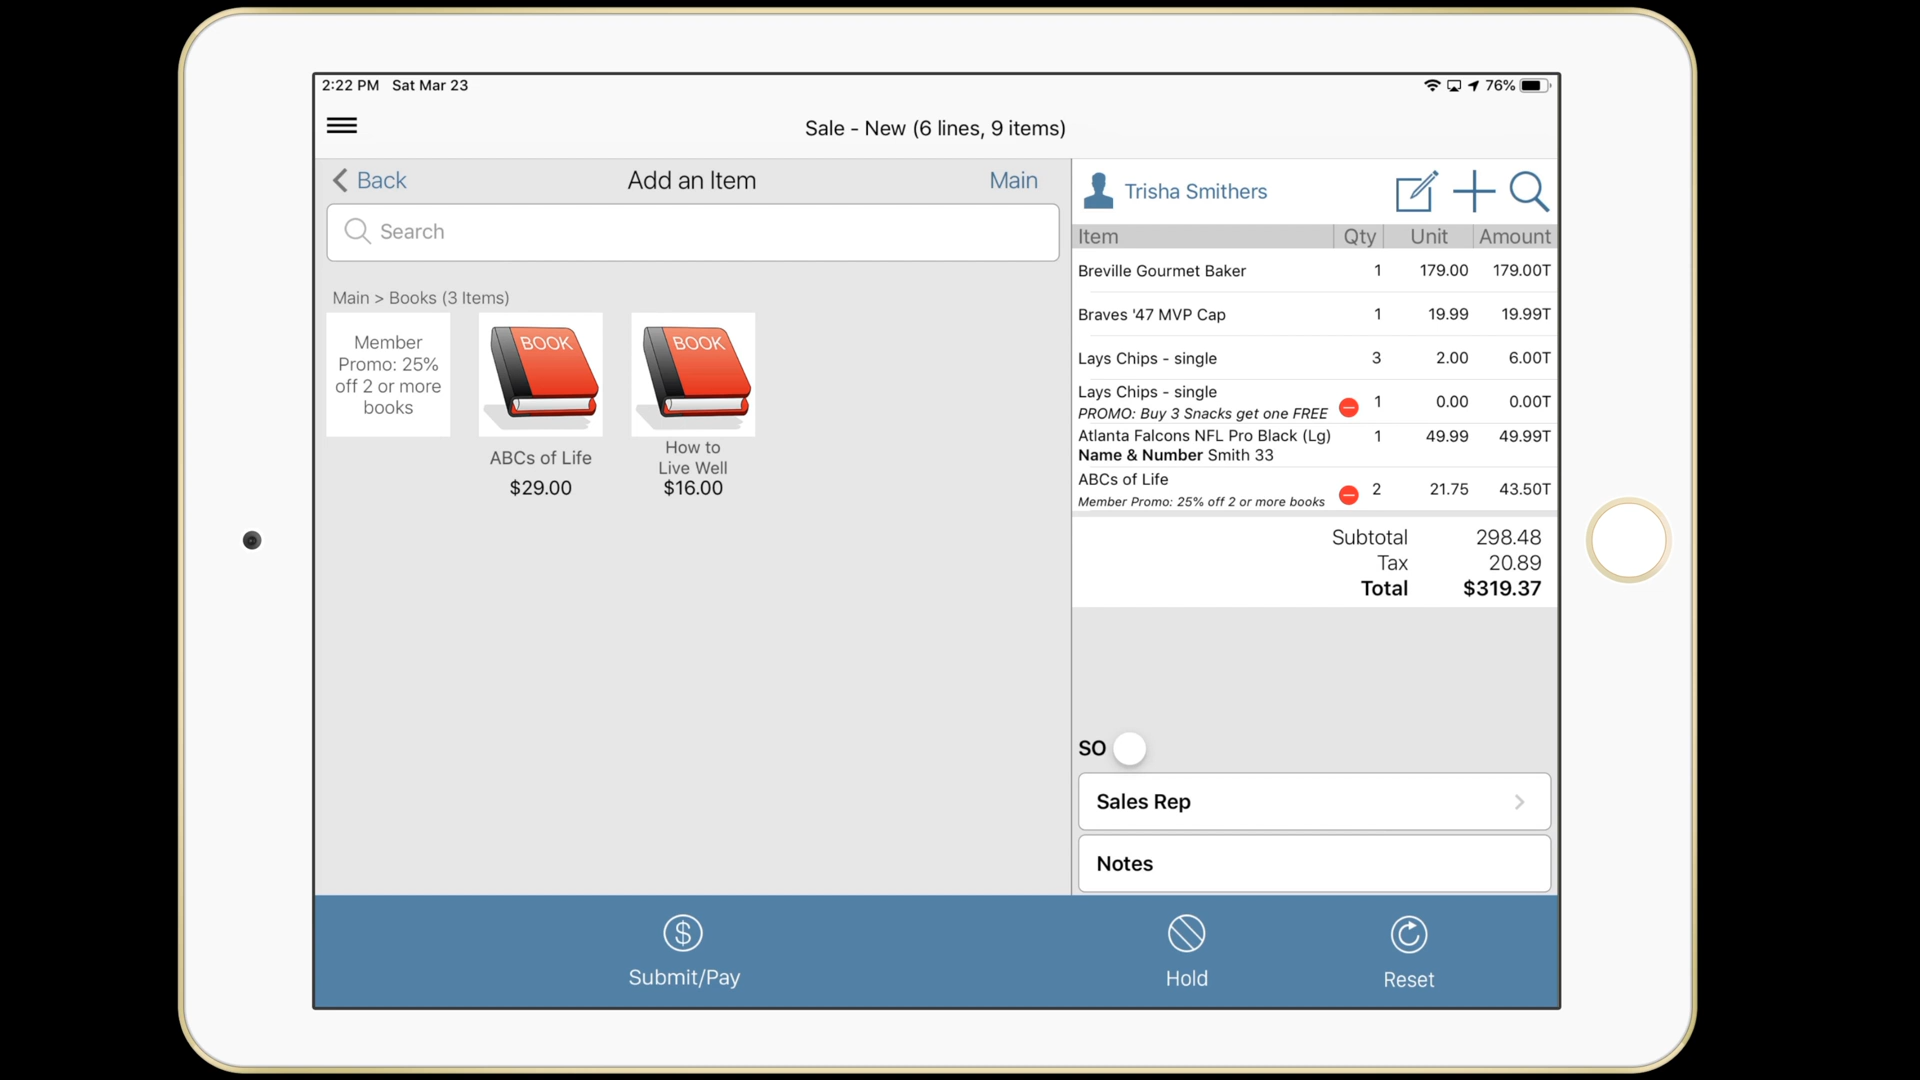 2:22 PM Sat Mar 23
76%
Sale - New (6 lines, 9 items)
Back
Add an Item
Main
Search
Main > Books (3 Items)
Member
Promo: 25%
off 2 or more
books
BOOK
ABCs of Life
$29.00
BOOK
How to
Live Well
$16.00
Trisha Smithers
Item Qty Unit Amount
Breville Gourmet Baker 1 179.00 179.00T
Braves '47 MVP Cap 1 19.99 19.99T
Lays Chips - single 3 2.00 6.00T
Lays Chips - single 1 0.00 0.00T
PROMO: Buy 3 Snacks get one FREE
Atlanta Falcons NFL Pro Black (Lg) 1 49.99 49.99T
Name & Number Smith 33
ABCs of Life 2 21.75 43.50T
Member Promo: 25% off 2 or more books
Subtotal 298.48
Tax 20.89
Total $319.37
SO
Sales Rep
Notes
$
Submit/Pay
Hold
Reset